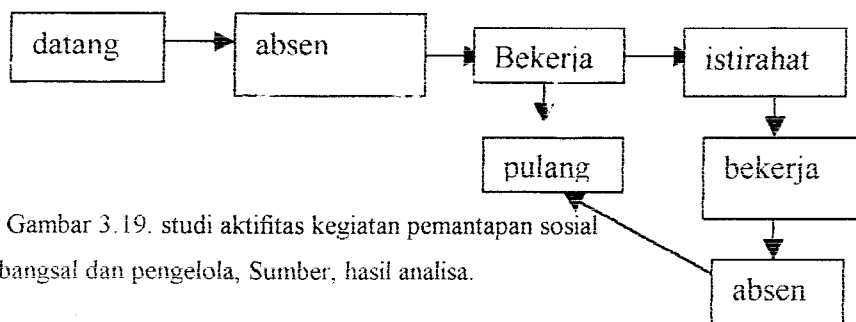 datang
absen
Bekerja
istirahat
pulang
bekerja
Gambar 3.19. studi aktifitas kegiatan pemantapan sosial
bangsal dan pengelola, Sumber, hasil analisa.
absen